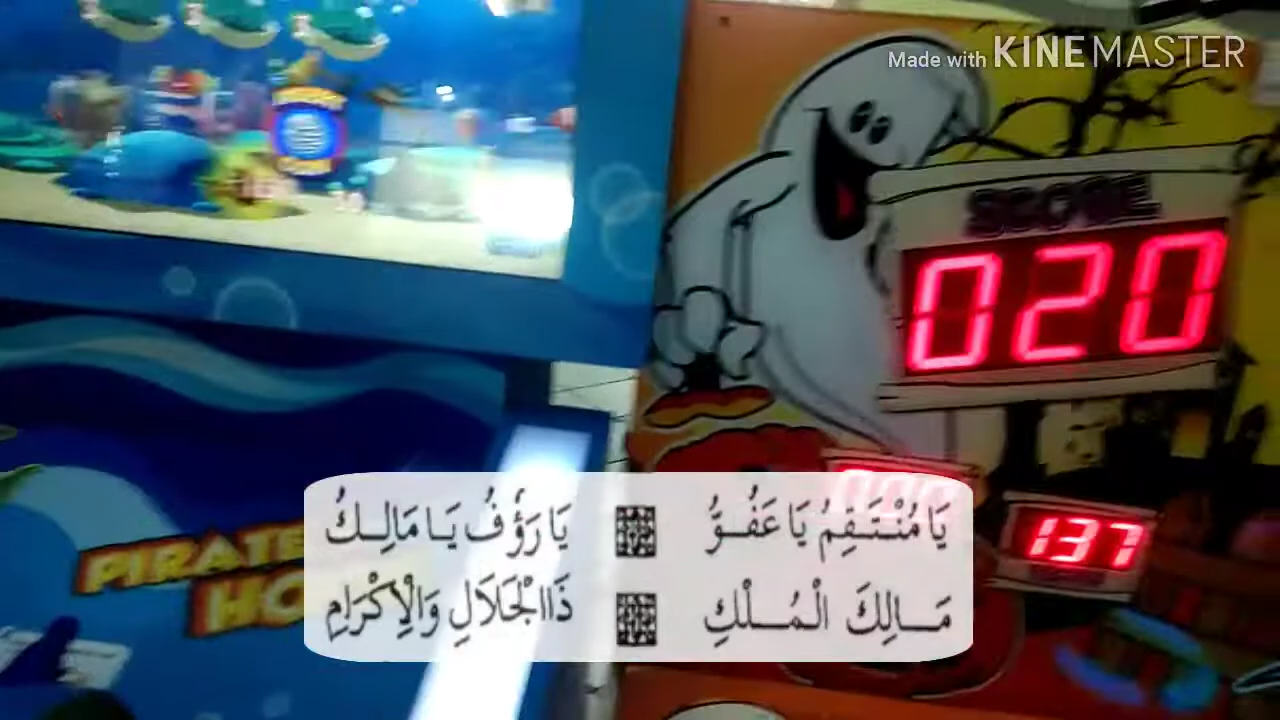 Made with KINEMASTER
SCORE
020
137
PIRATE
HO
يَا مُنْتَقِمُ يَا عَفُوُّ يَا رَؤُفُ يَا مَالِكُ
مَالِكَ الْمُلْكِ ذَاالْجَلَالِ وَالْاِكْرَامِ